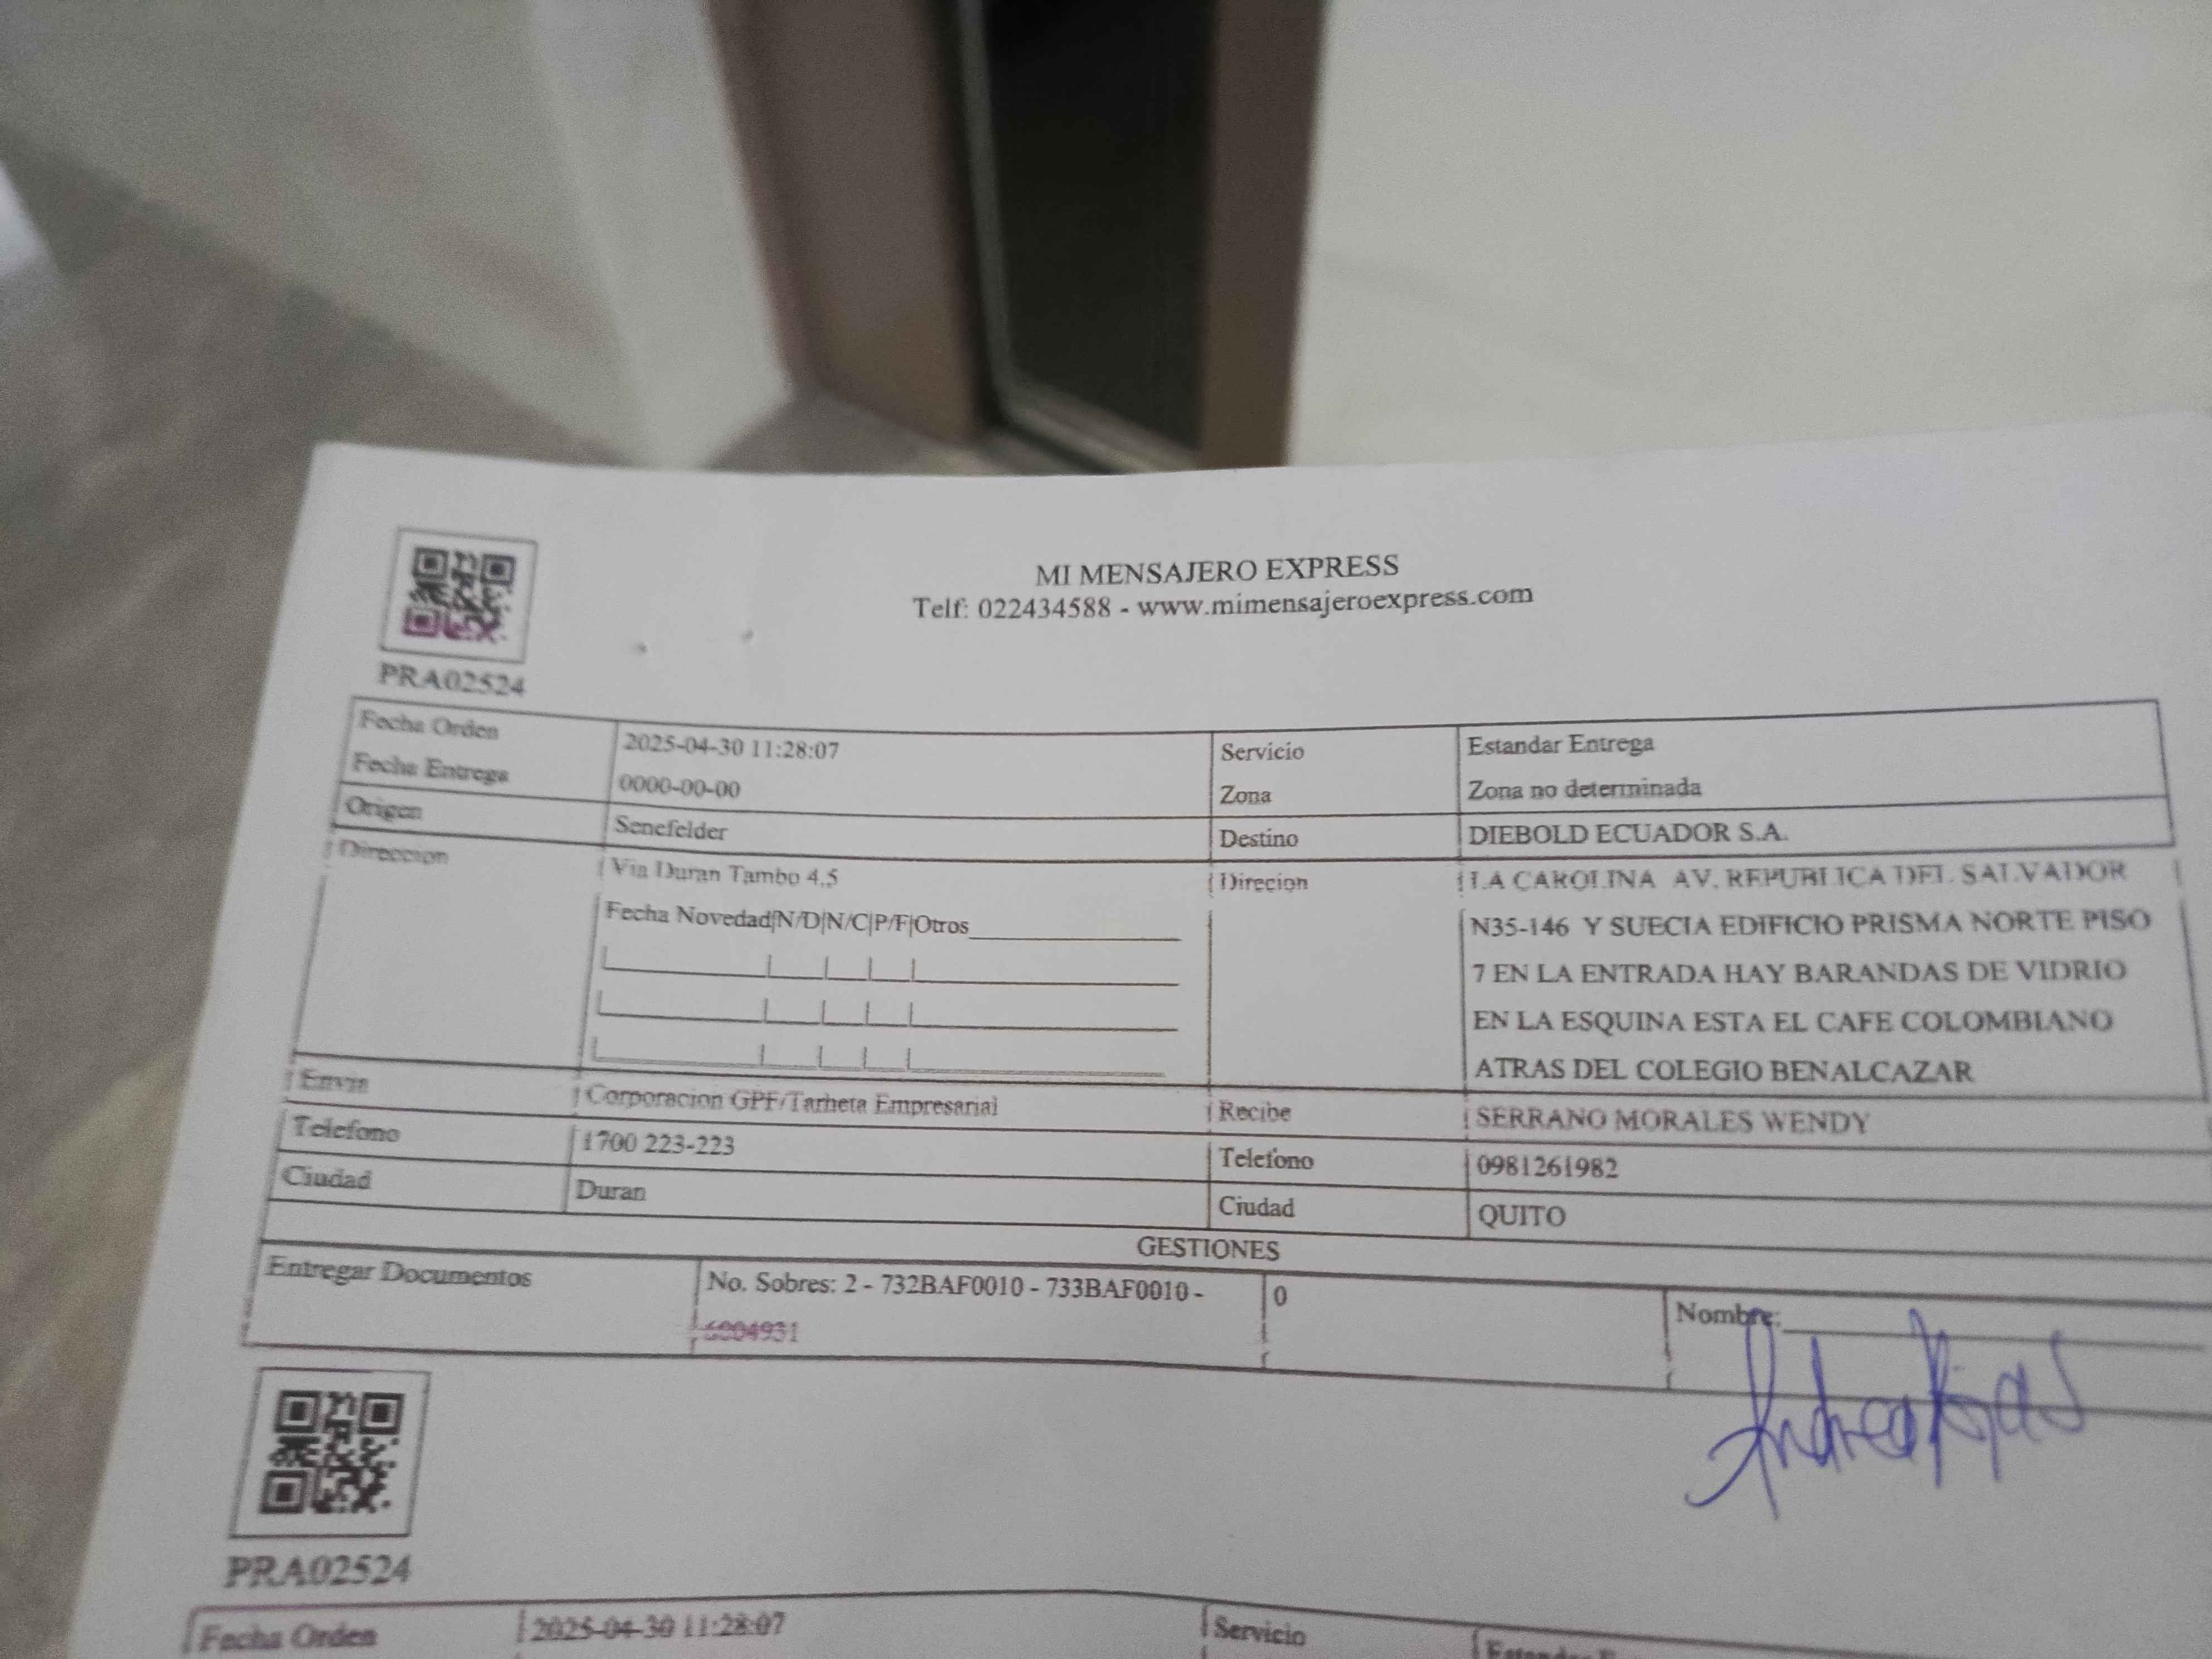 MI MENSAJERO EXPRESS
Telf: 022434588 - www.mimensajeroexpress.com
PRA02524
Fecha Orden 2025-04-30 11:28:07 Servicio Estandar Entrega
Fecha Entrega 0000-00-00 Zona Zona no determinada
Origen Senefelder Destino DIEBOLD ECUADOR S.A.
Direccion Via Duran Tambo 4.5 Direcion LA CAROLINA AV. REPUBLICA DEL SALVADOR
Fecha Novedad|N/D|N/C|P/F|Otros N35-146 Y SUECIA EDIFICIO PRISMA NORTE PISO
7 EN LA ENTRADA HAY BARANDAS DE VIDRIO
EN LA ESQUINA ESTA EL CAFE COLOMBIANO
ATRAS DEL COLEGIO BENALCAZAR
Envia Corporacion GPF/Tarheta Empresarial Recibe SERRANO MORALES WENDY
Telefono 1700 223-223 Telefono 0981261982
Ciudad Duran Ciudad QUITO
GESTIONES
Entregar Documentos No. Sobres: 2 - 732BAF0010 - 733BAF0010 - 0 Nombre:
6004931
Andrea Rojas
PRA02524
Fecha Orden 2025-04-30 11:28:07 Servicio